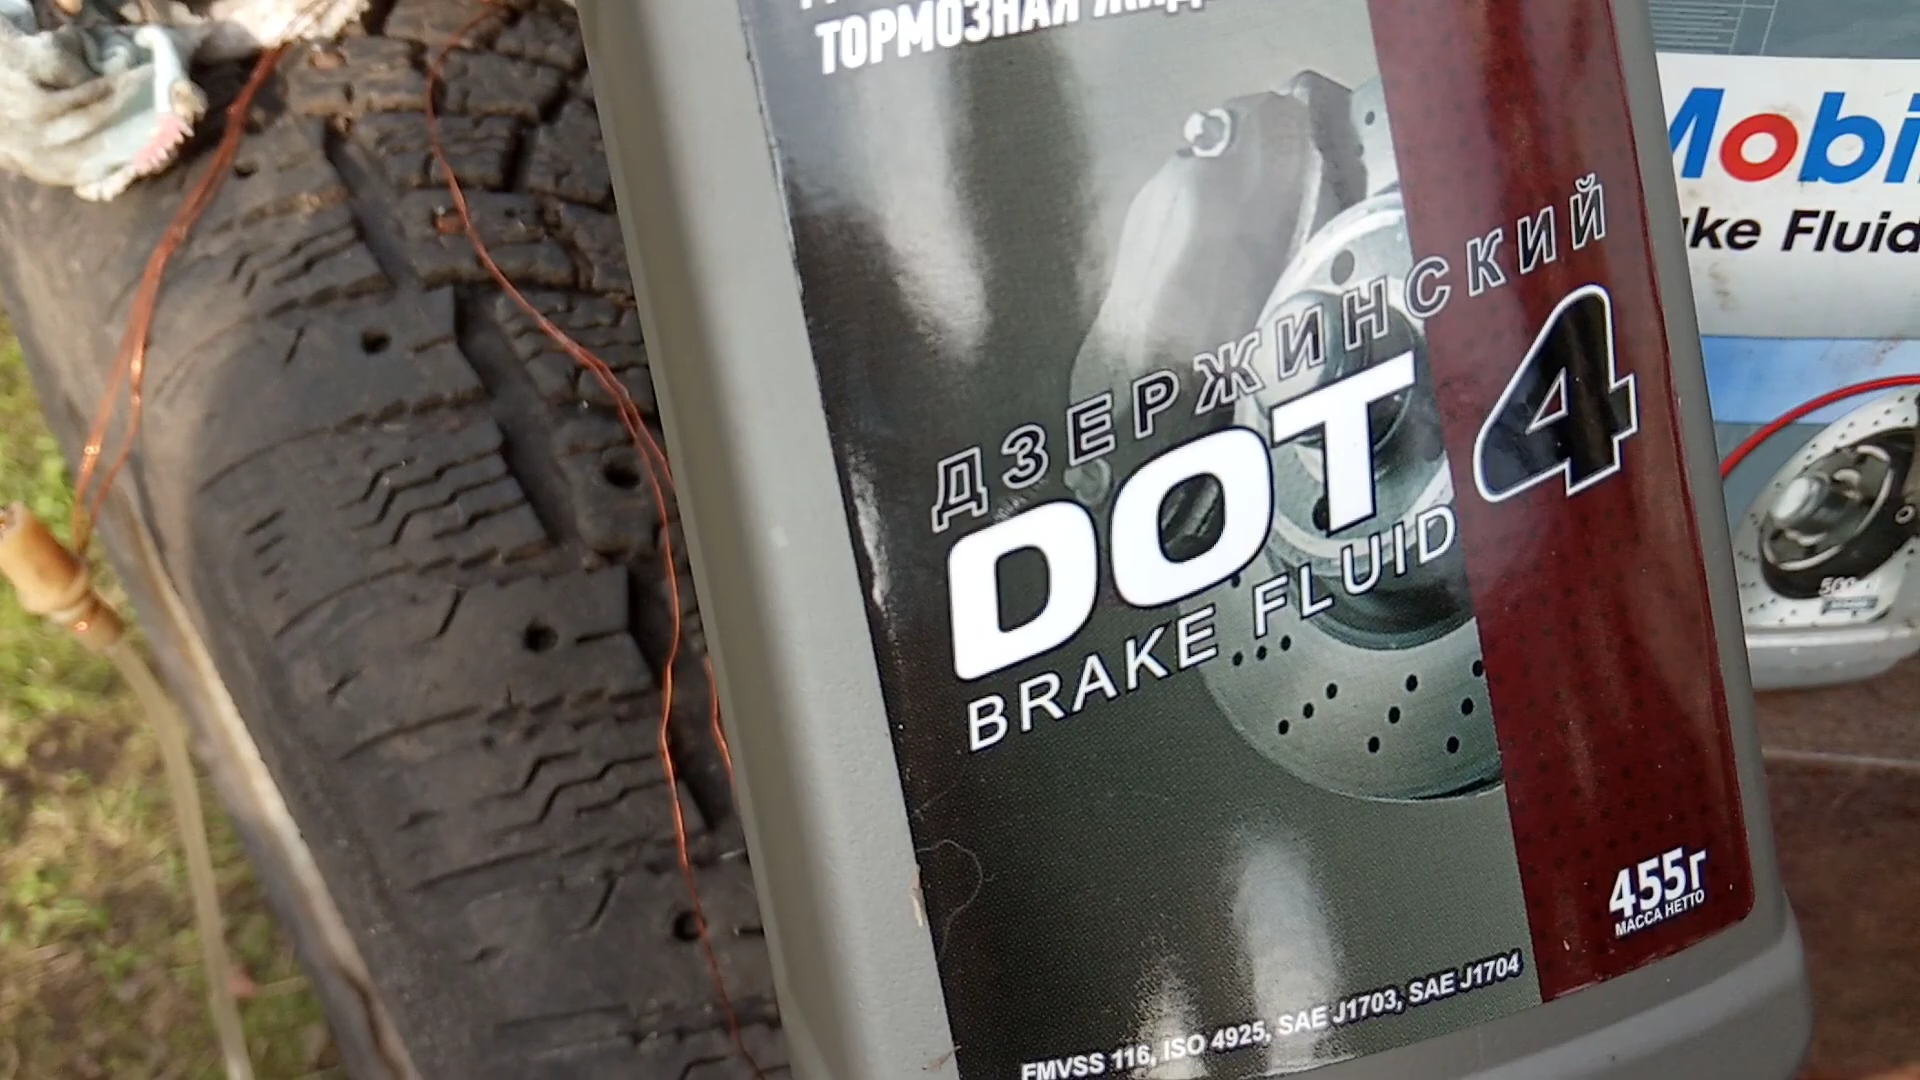 ТОРМОЗНАЯ
ДЗЕРЖИНСКИЙ
DOT 4
BRAKE FLUID
455г
МАССА НЕТТО
FMVSS 116, ISO 4925, SAE J1703, SAE J1704
Mobi
ke Fluid